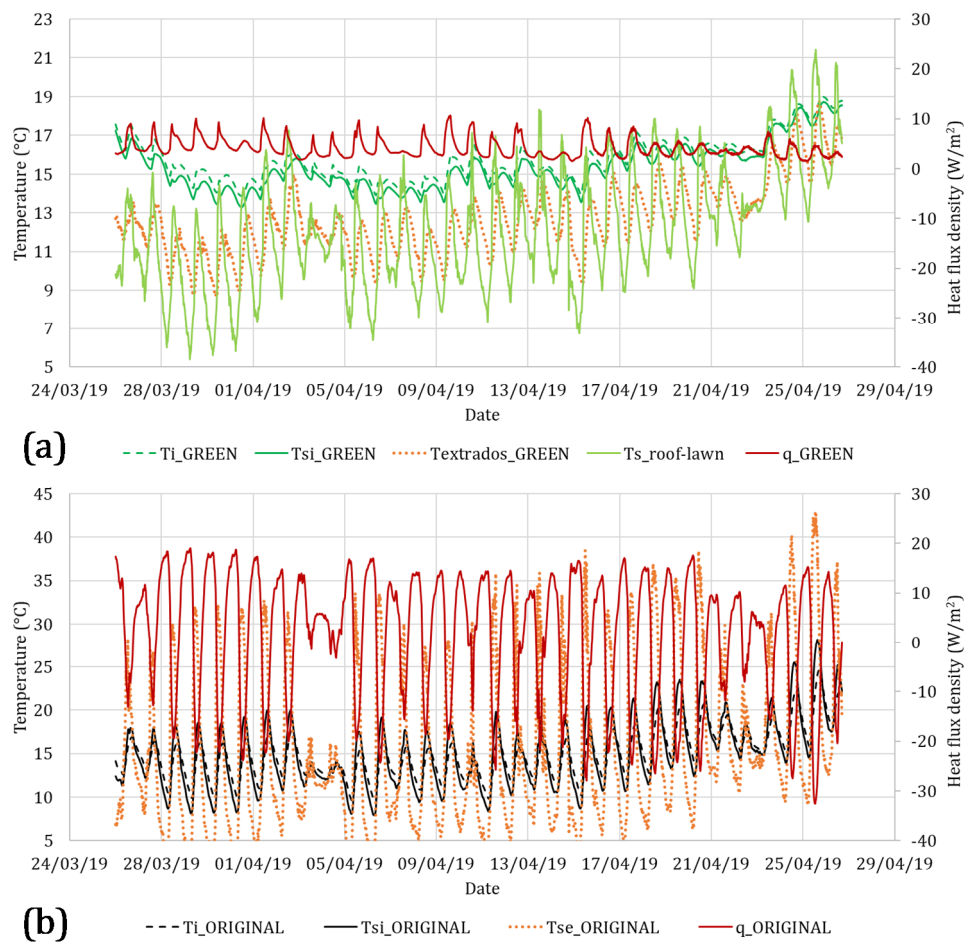 23
21
19
17
15
13
11
9
7
5
Temperature (°C)
30
20
10
0
-10
-20
-30
-40
Heat flux density (W/m²)
24/03/19 28/03/19 01/04/19 05/04/19 09/04/19 13/04/19 17/04/19 21/04/19 25/04/19 29/04/19
Date
(a)
Ti_GREEN Tsi_GREEN Textrados_GREEN Ts_roof-lawn q_GREEN
45
40
35
30
25
20
15
10
5
Temperature (°C)
30
20
10
0
-10
-20
-30
-40
Heat flux density (W/m²)
24/03/19 28/03/19 01/04/19 05/04/19 09/04/19 13/04/19 17/04/19 21/04/19 25/04/19 29/04/19
Date
(b)
Ti_ORIGINAL Tsi_ORIGINAL Tse_ORIGINAL q_ORIGINAL